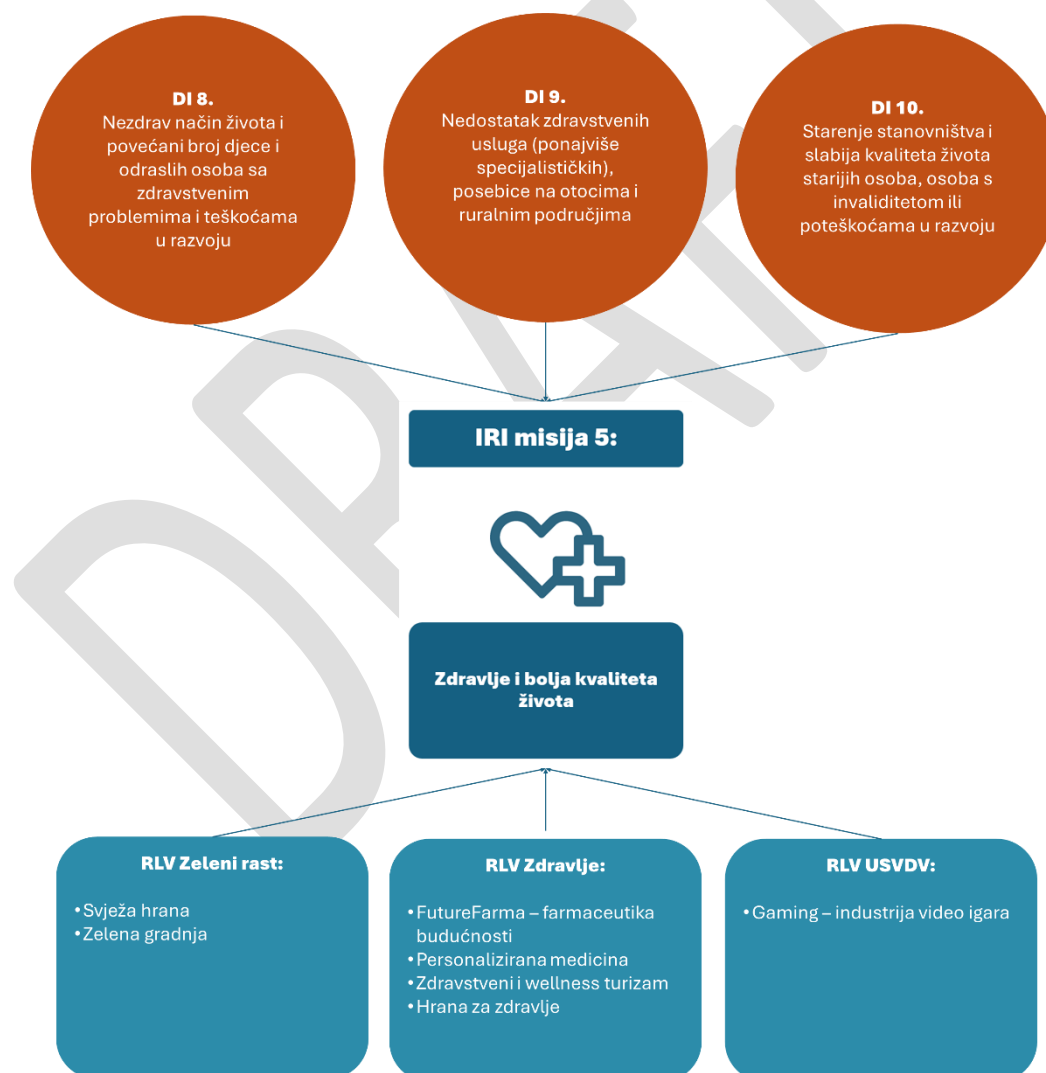 DRAFT
DI 8.
Nezdrav način života i
povećani broj djece i
odraslih osoba sa
zdravstvenim
problemima i teškoćama
u razvoju
DI 9.
Nedostatak zdravstvenih
usluga (ponajviše
specijalističkih),
posebice na otocima i
ruralnim područjima
DI 10.
Starenje stanovništva i
slabija kvaliteta života
starijih osoba, osoba s
invaliditetom ili
poteškoćama u razvoju
IRI misija 5:
Zdravlje i bolja kvaliteta
života
RLV Zeleni rast:
• Svježa hrana
• Zelena gradnja
RLV Zdravlje:
• FutureFarma – farmaceutika
budućnosti
• Personalizirana medicina
• Zdravstveni i wellness turizam
• Hrana za zdravlje
RLV USVDV:
• Gaming – industrija video igara